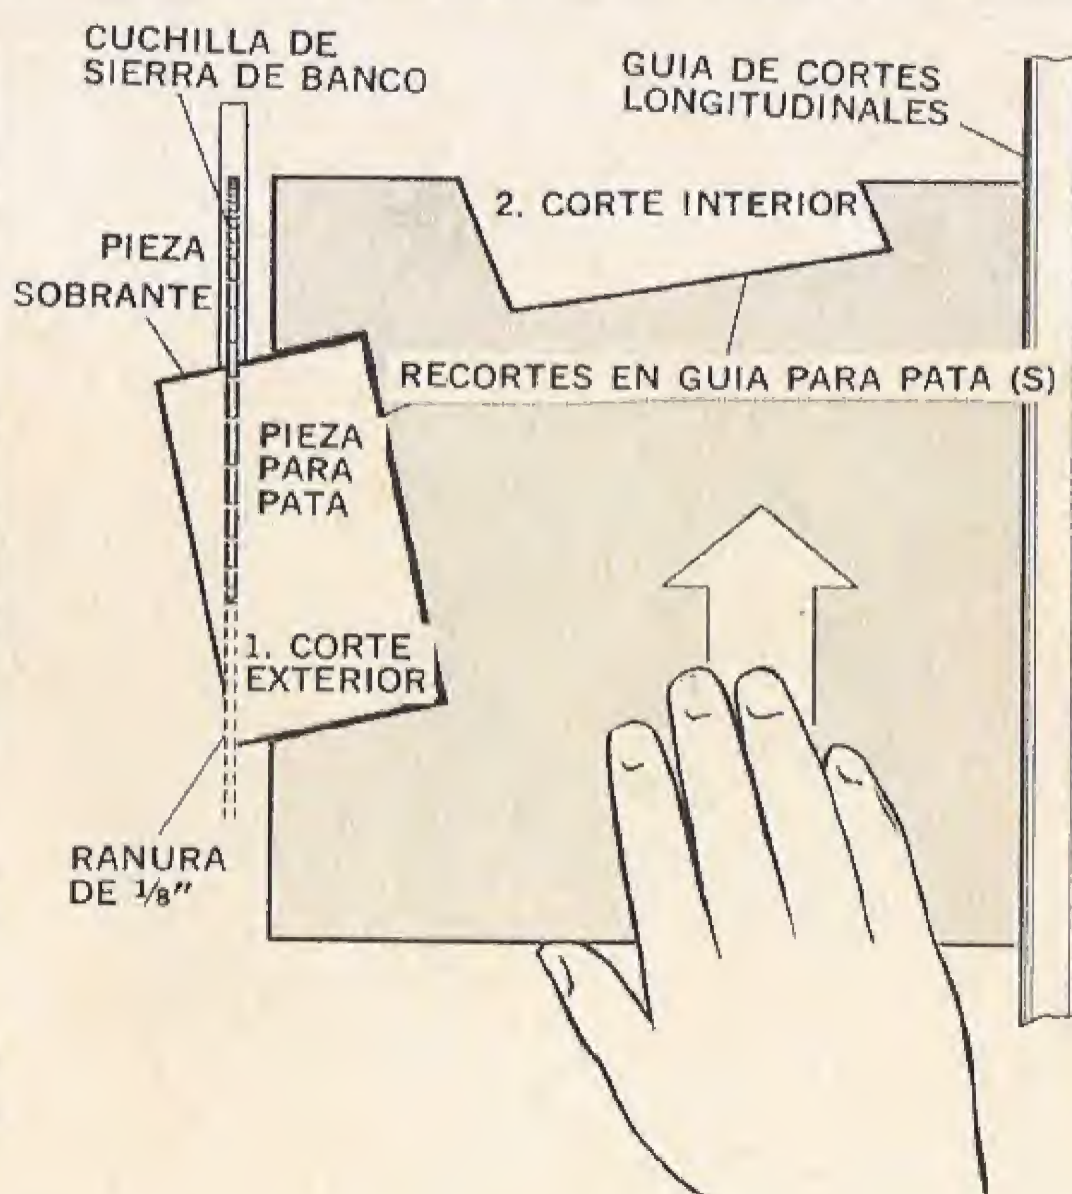 CUCHILLA DE
SIERRA DE BANCO
GUIA DE CORTES
LONGITUDINALES
2. CORTE INTERIOR
PIEZA
SOBRANTE
RECORTES EN GUIA PARA PATA (S)
PIEZA
PARA
PATA
1. CORTE
EXTERIOR
RANURA
DE 1/8"